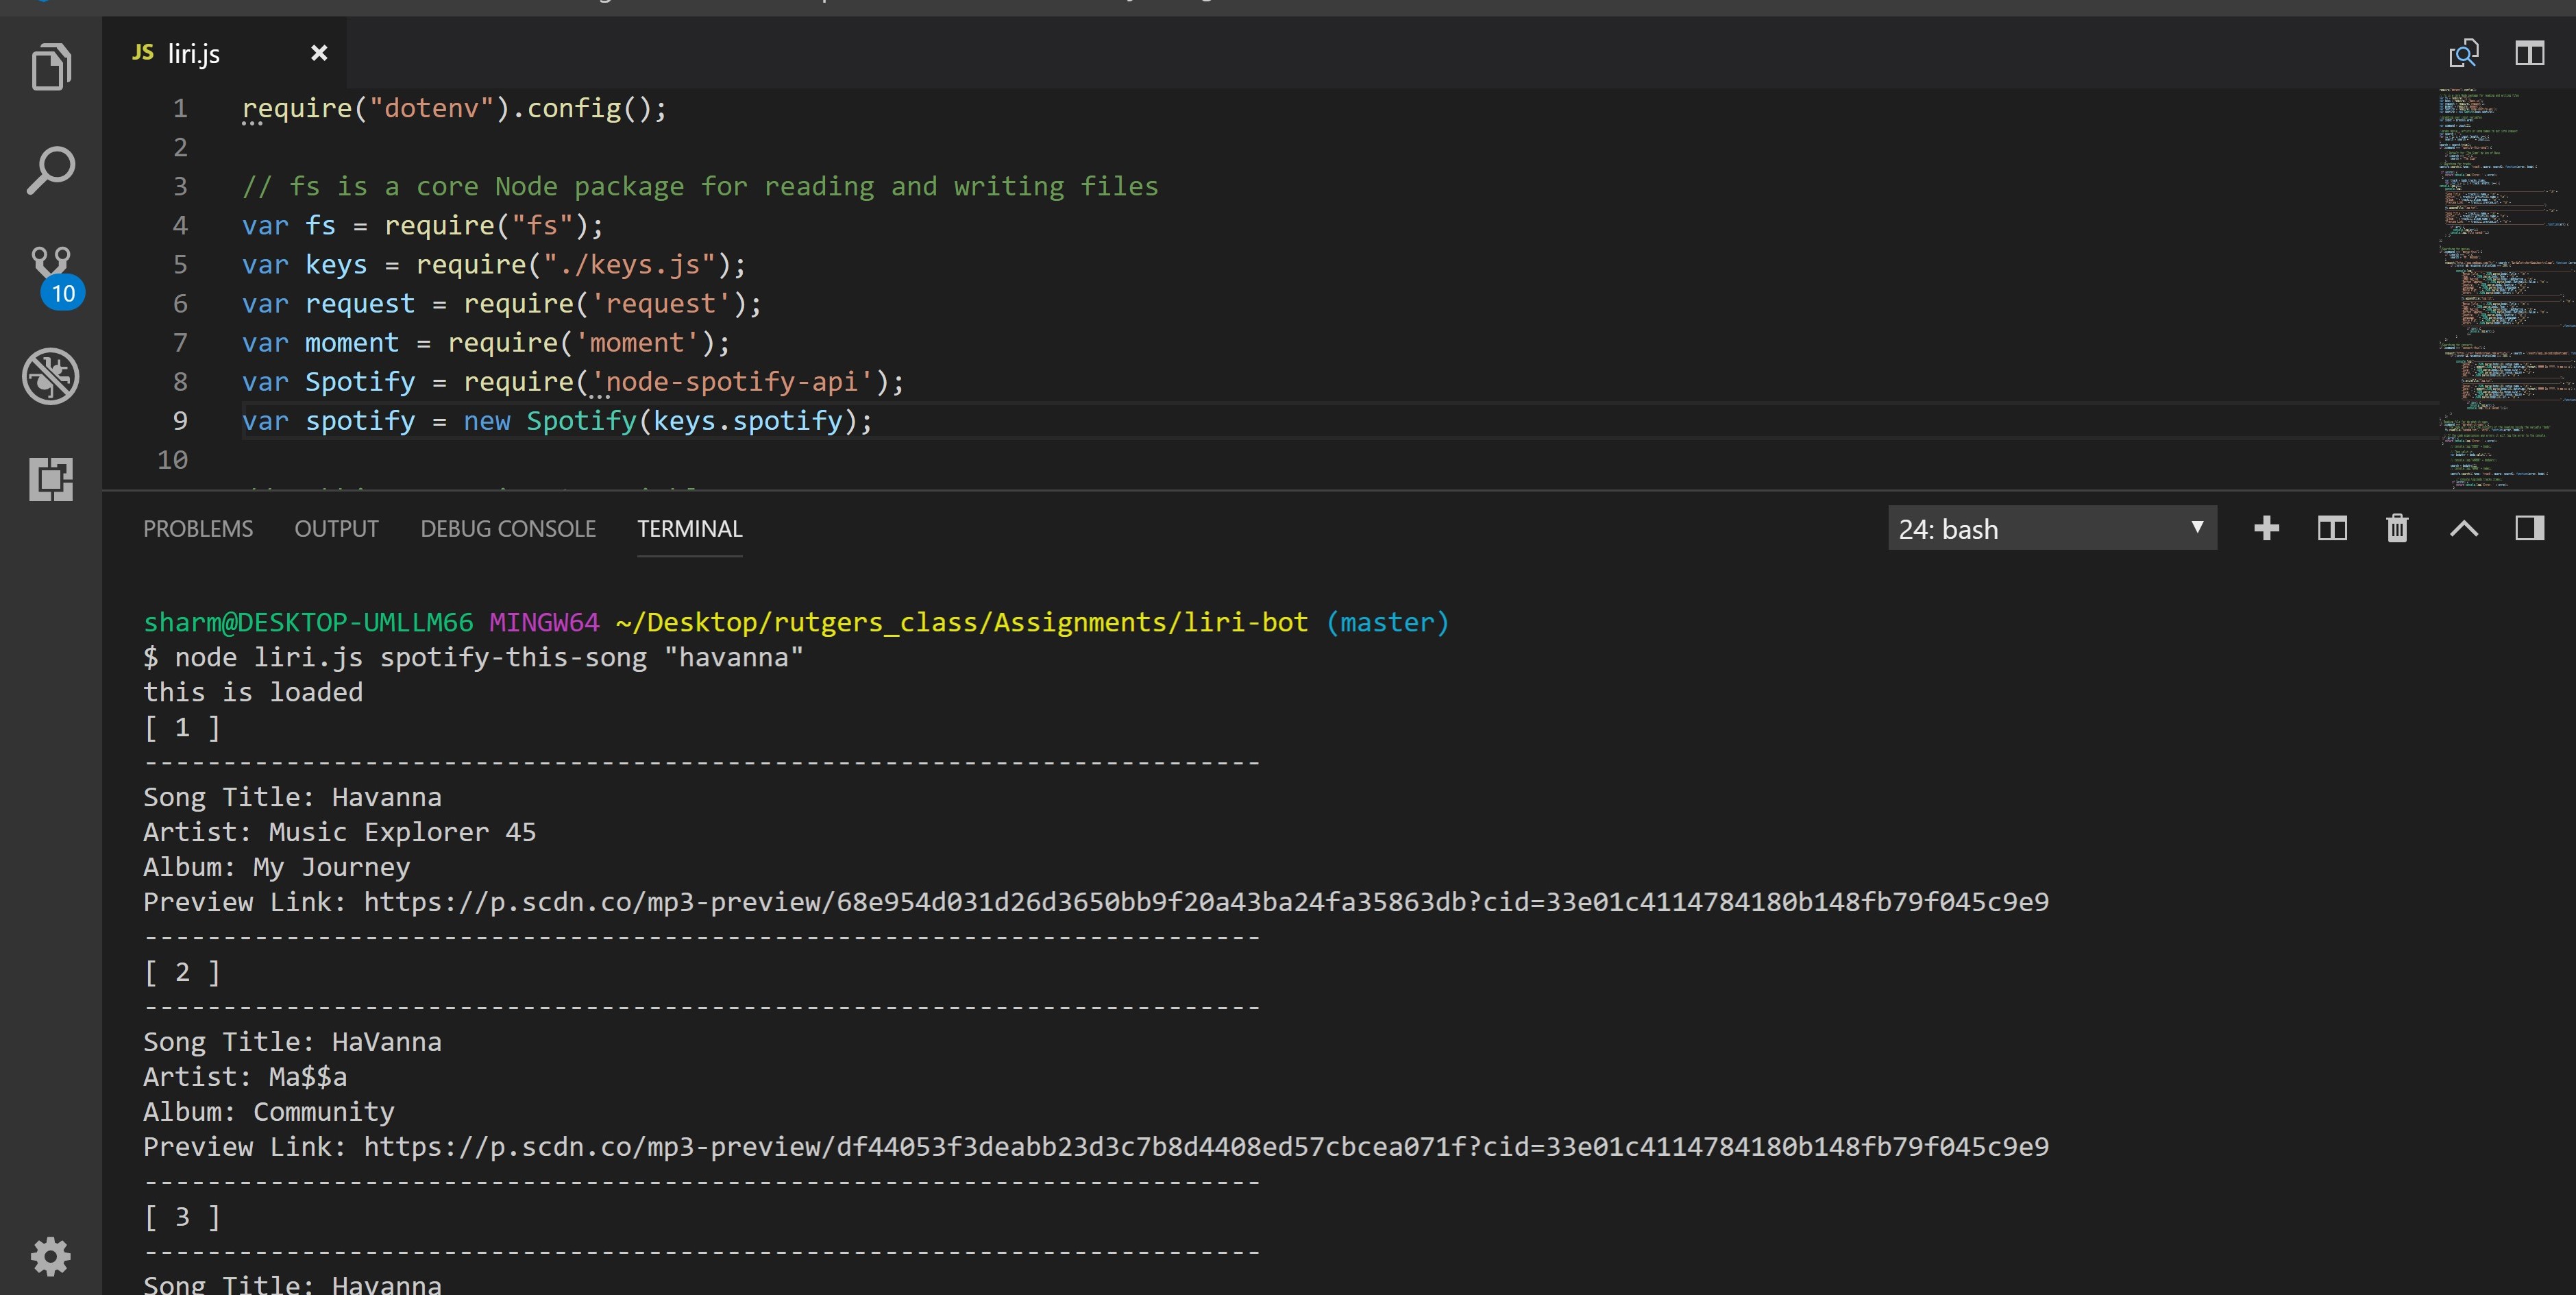 JS liri.js
1 require("dotenv").config();
2
3 // fs is a core Node package for reading and writing files
4 var fs = require("fs");
5 var keys = require("./keys.js");
6 var request = require('request');
7 var moment = require('moment');
8 var Spotify = require('node-spotify-api');
9 var spotify = new Spotify(keys.spotify);
10
10
PROBLEMS OUTPUT DEBUG CONSOLE TERMINAL 24: bash
sharm@DESKTOP-UMLLM66 MINGW64 ~/Desktop/rutgers_class/Assignments/liri-bot (master)
$ node liri.js spotify-this-song "havanna"
this is loaded
[ 1 ]
-----------------------------------------------------------------------
Song Title: Havanna
Artist: Music Explorer 45
Album: My Journey
Preview Link: https://p.scdn.co/mp3-preview/68e954d031d26d3650bb9f20a43ba24fa35863db?cid=33e01c4114784180b148fb79f045c9e9
-----------------------------------------------------------------------
[ 2 ]
-----------------------------------------------------------------------
Song Title: HaVanna
Artist: Ma$$a
Album: Community
Preview Link: https://p.scdn.co/mp3-preview/df44053f3deabb23d3c7b8d4408ed57cbcea071f?cid=33e01c4114784180b148fb79f045c9e9
-----------------------------------------------------------------------
[ 3 ]
-----------------------------------------------------------------------
Song Title: Havanna